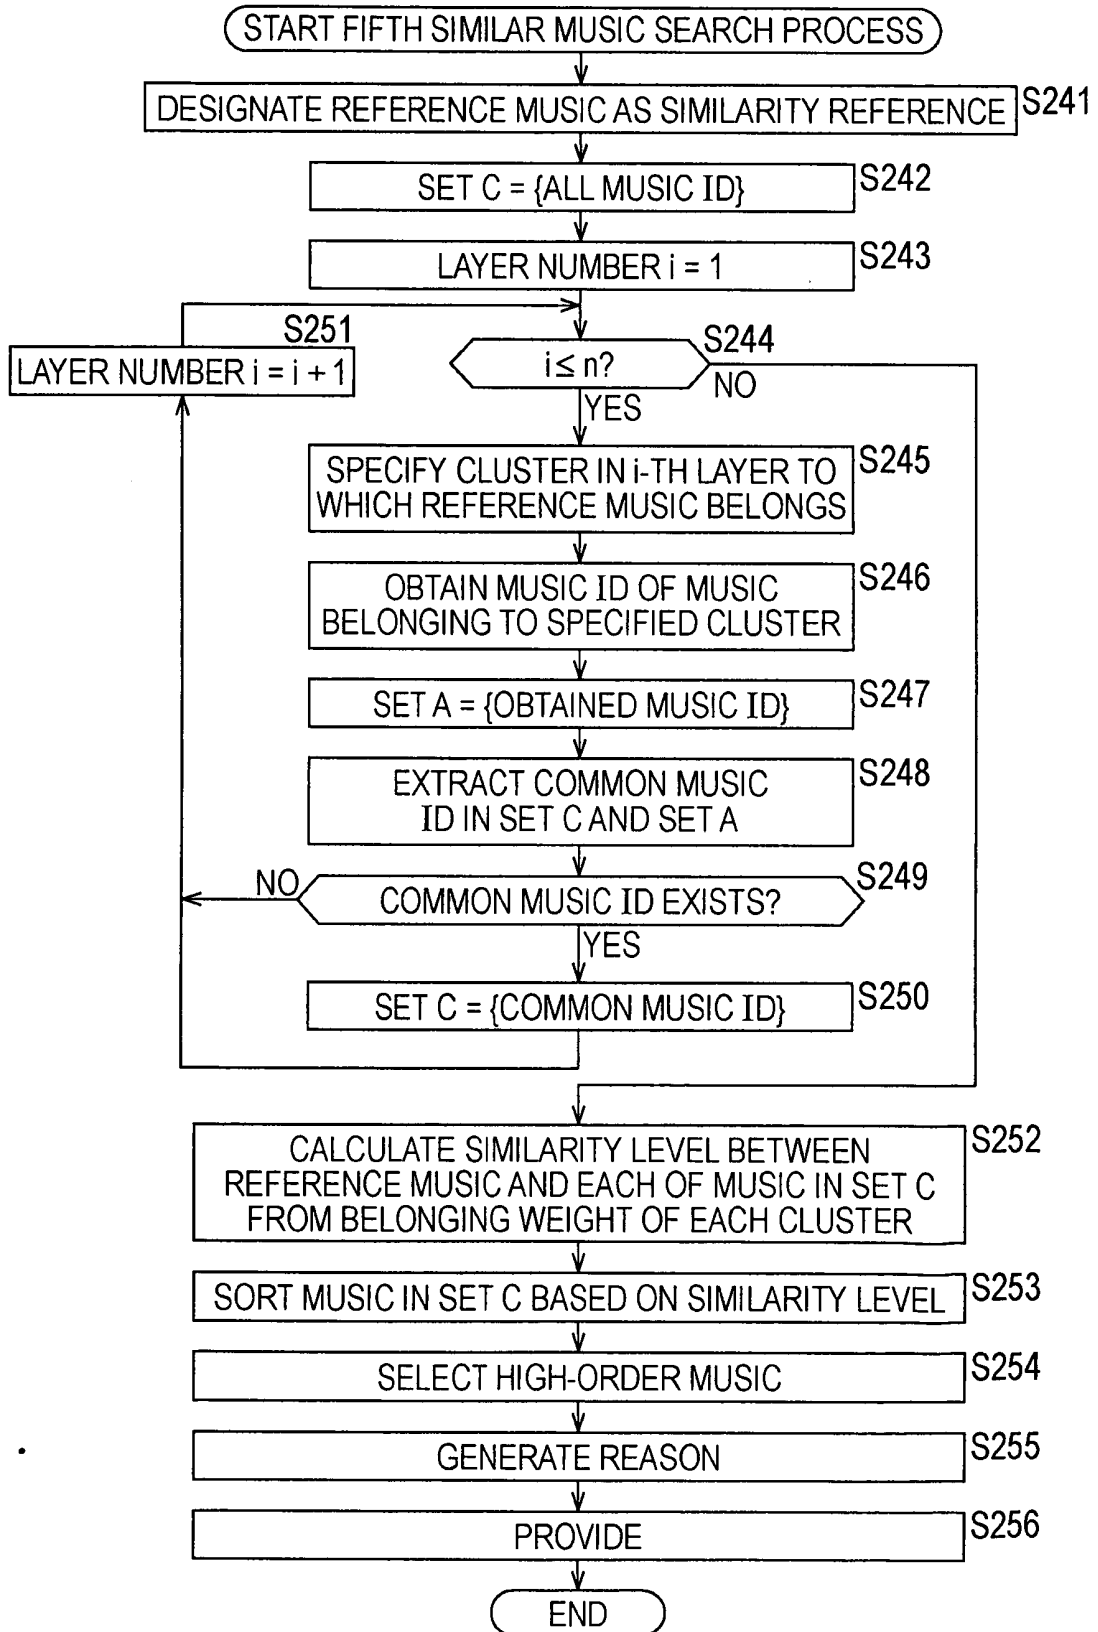 START FIFTH SIMILAR MUSIC SEARCH PROCESS
DESIGNATE REFERENCE MUSIC AS SIMILARITY REFERENCE
S241
SET C = {ALL MUSIC ID}
S242
LAYER NUMBER i = 1
S243
S251
LAYER NUMBER i = i + 1
i ≤ n?
S244
NO
YES
SPECIFY CLUSTER IN i-TH LAYER TO
WHICH REFERENCE MUSIC BELONGS
S245
OBTAIN MUSIC ID OF MUSIC
BELONGING TO SPECIFIED CLUSTER
S246
SET A = {OBTAINED MUSIC ID}
S247
EXTRACT COMMON MUSIC
ID IN SET C AND SET A
S248
NO
COMMON MUSIC ID EXISTS?
S249
YES
SET C = {COMMON MUSIC ID}
S250
CALCULATE SIMILARITY LEVEL BETWEEN
REFERENCE MUSIC AND EACH OF MUSIC IN SET C
FROM BELONGING WEIGHT OF EACH CLUSTER
S252
SORT MUSIC IN SET C BASED ON SIMILARITY LEVEL
S253
SELECT HIGH-ORDER MUSIC
S254
GENERATE REASON
S255
PROVIDE
S256
END